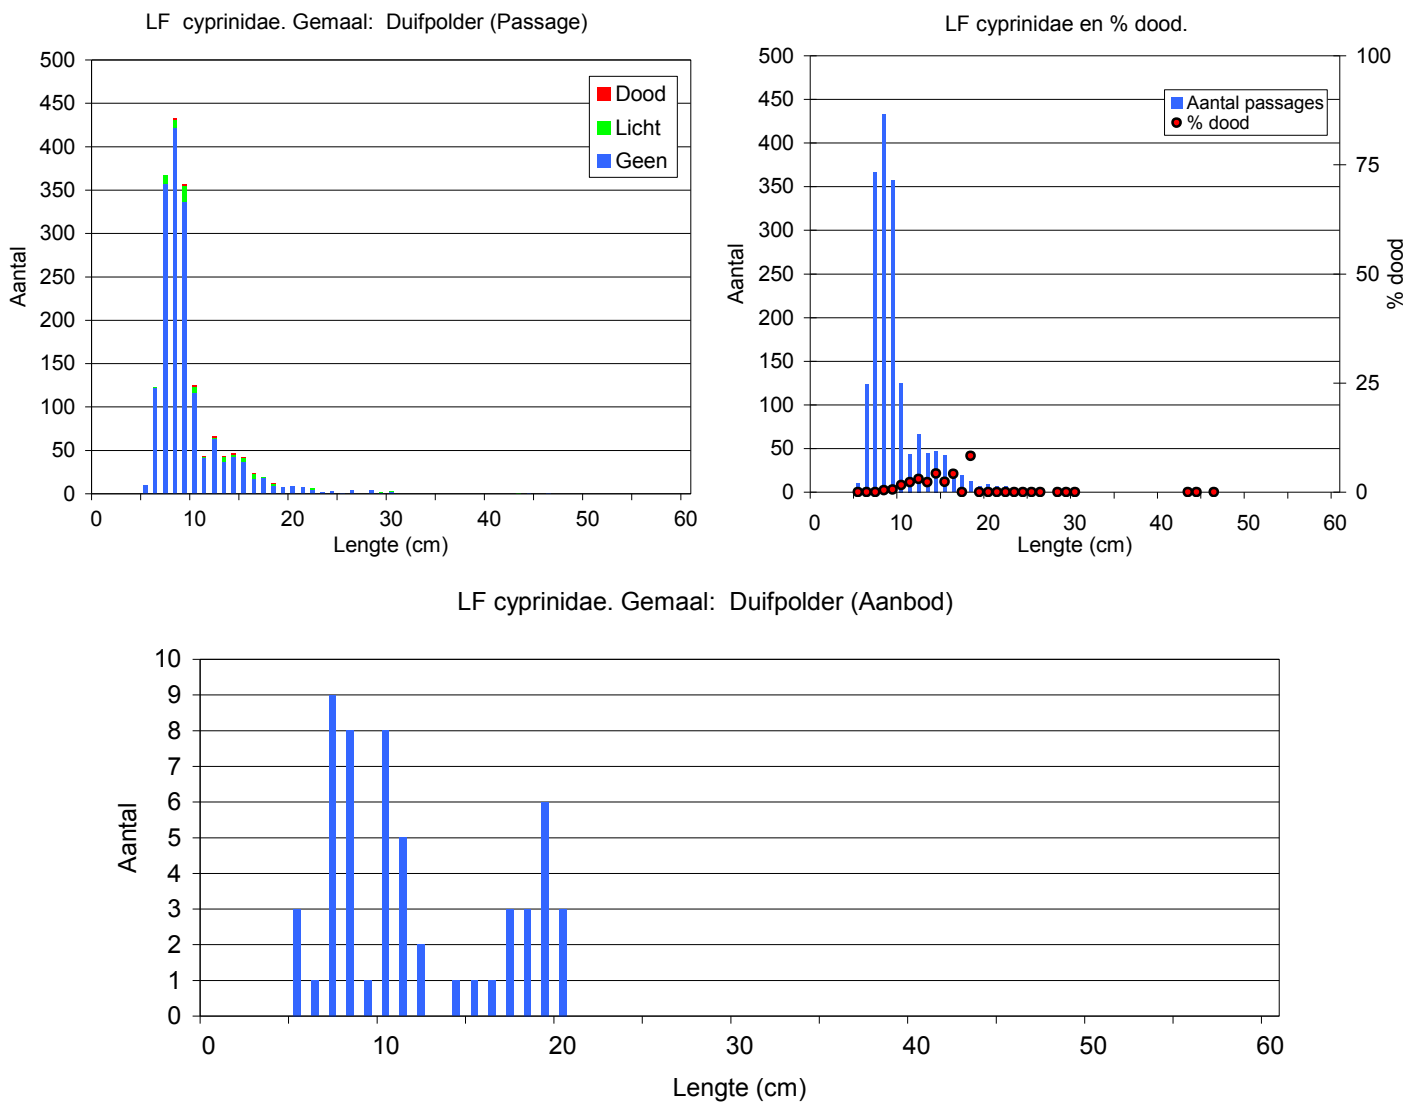 LF cyprinidae. Gemaal: Duifpolder (Passage)
500
450
400
350
300
250
200
150
100
50
0
Aantal
Dood
Licht
Geen
0 10 20 30 40 50 60
Lengte (cm)
LF cyprinidae en % dood.
500
450
400
350
300
250
200
150
100
50
0
Aantal
Aantal passages
% dood
100
75
50
25
0
% dood
0 10 20 30 40 50 60
Lengte (cm)
LF cyprinidae. Gemaal: Duifpolder (Aanbod)
10
9
8
7
6
5
4
3
2
1
0
Aantal
0 10 20 30 40 50 60
Lengte (cm)